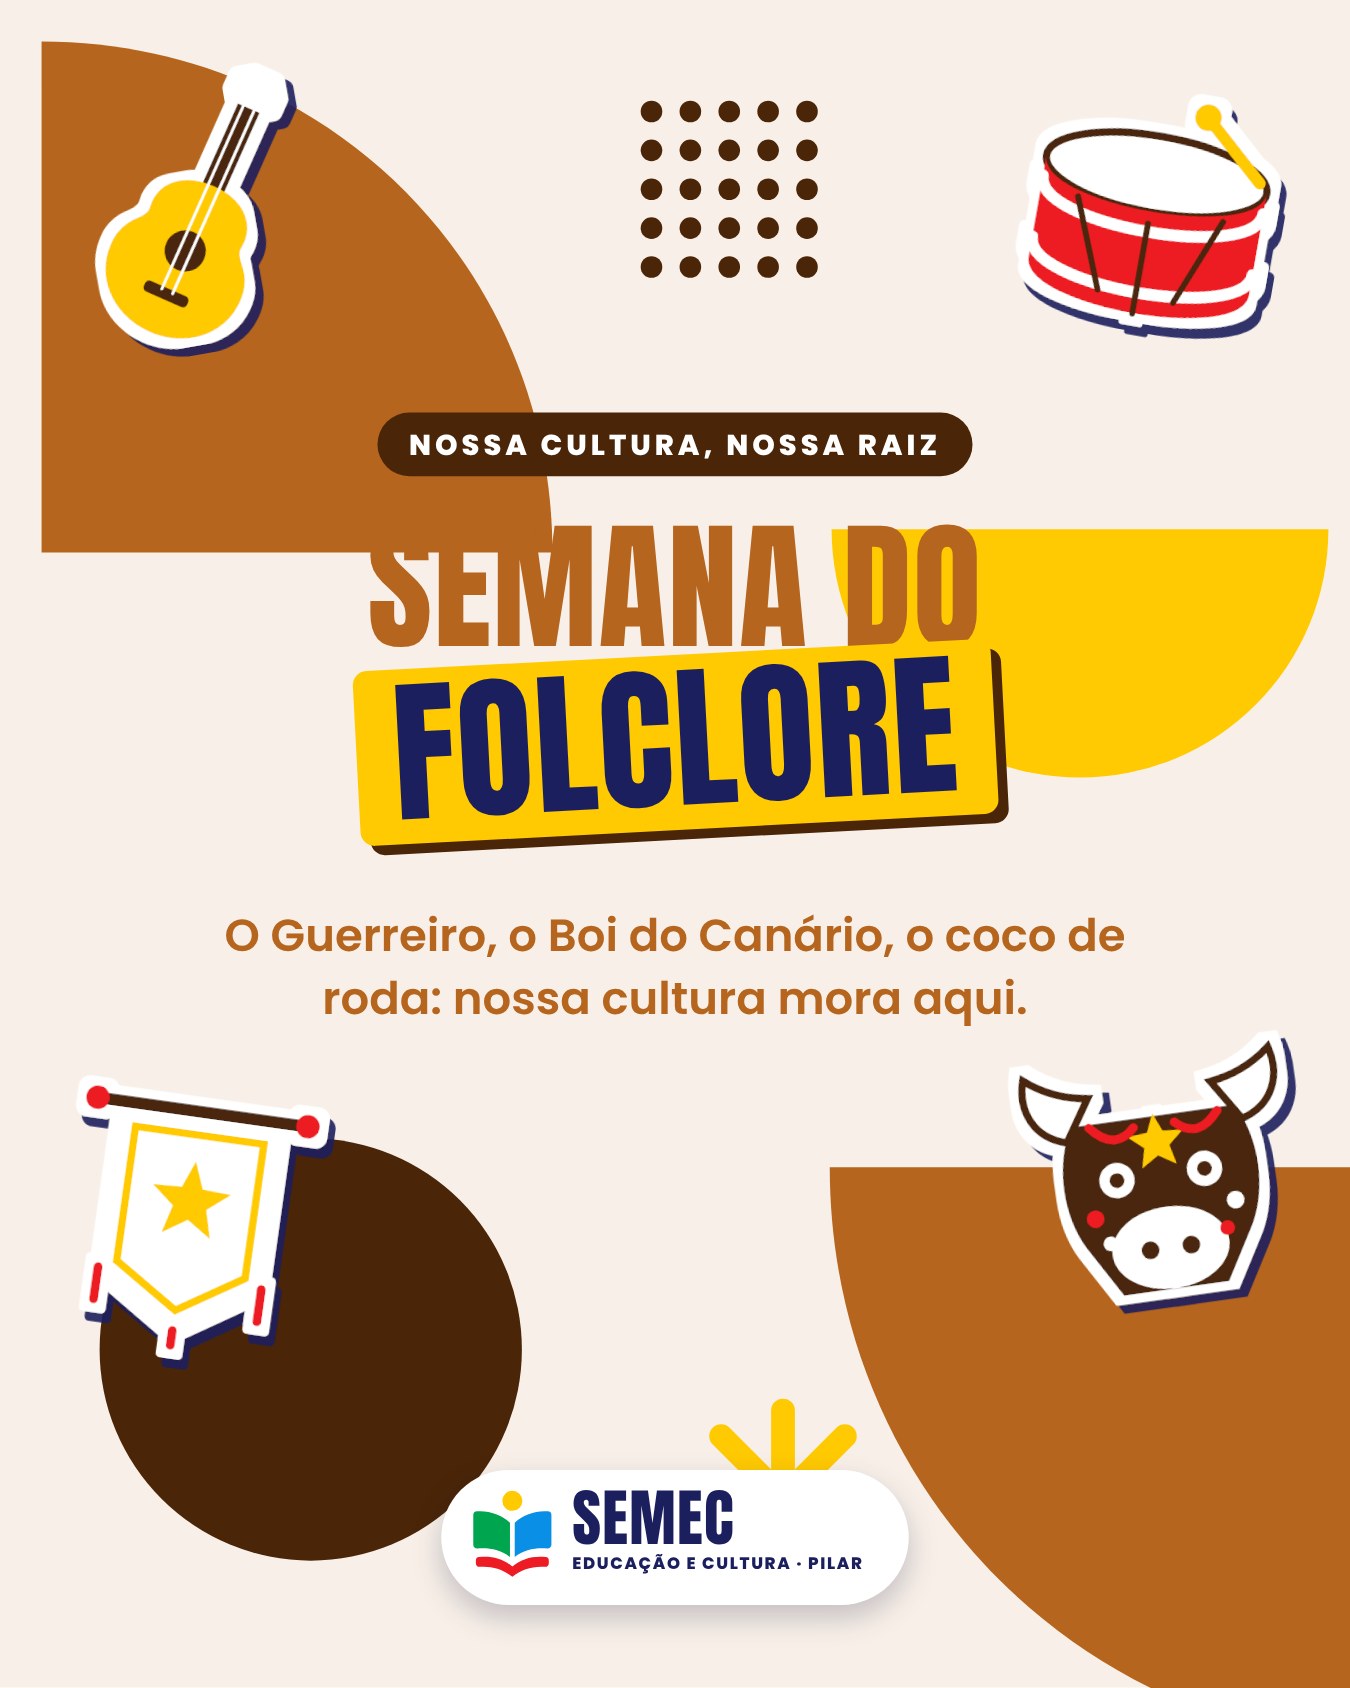 NOSSA CULTURA, NOSSA RAIZ
SEMANA DO
FOLCLORE
O Guerreiro, o Boi do Canário, o coco de
roda: nossa cultura mora aqui.
SEMEC
EDUCAÇÃO E CULTURA · PILAR